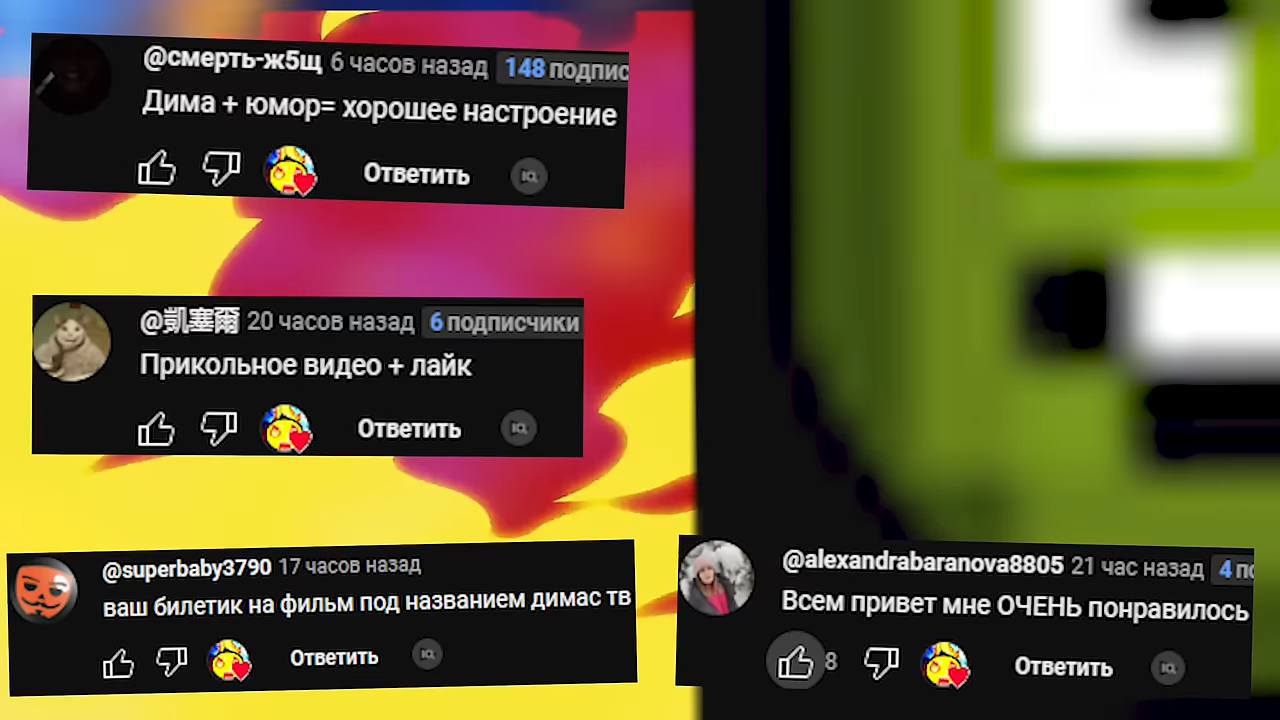 @смерть-ж5щ 6 часов назад 148 подпис
Дима + юмор= хорошее настроение
Ответить
@凱塞爾 20 часов назад 6 подписчики
Прикольное видео + лайк
Ответить
@superbaby3790 17 часов назад
ваш билетик на фильм под названием димас тв
Ответить
@alexandrabaranova8805 21 час назад 4 по
Всем привет мне ОЧЕНЬ понравилось
8 Ответить